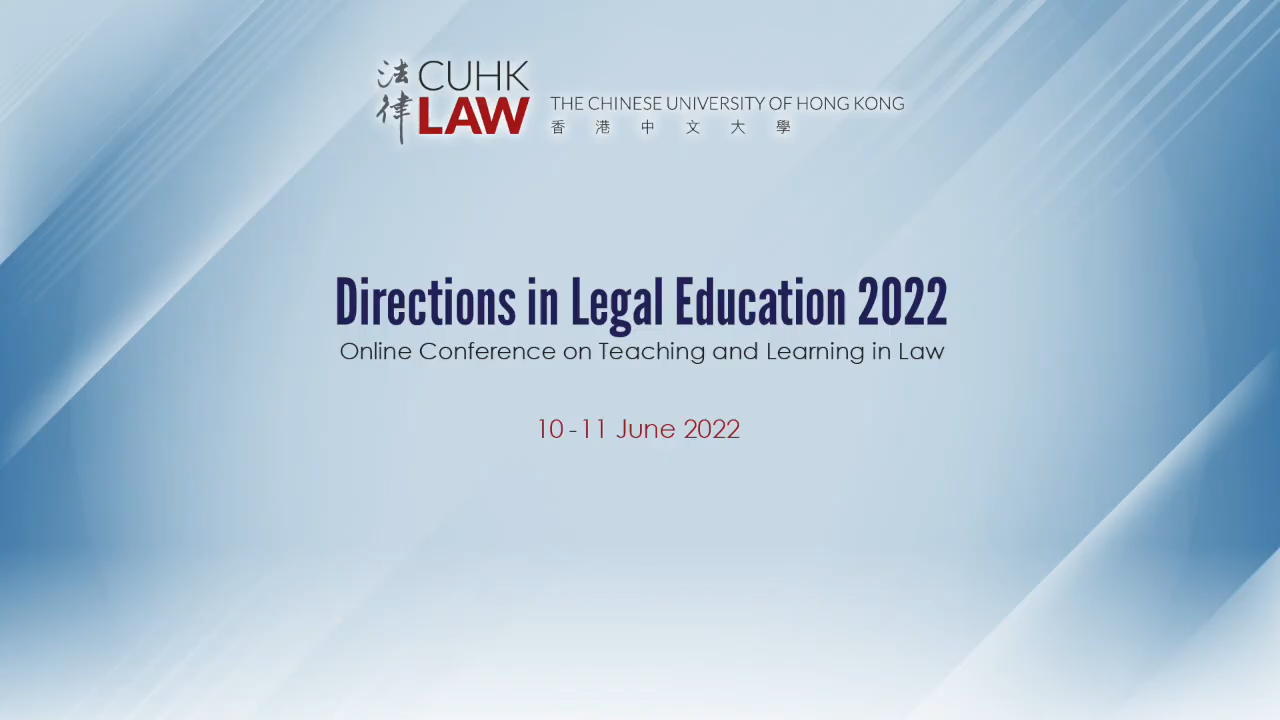 法律
CUHK
LAW
THE CHINESE UNIVERSITY OF HONG KONG
香港中文大學
Directions in Legal Education 2022
Online Conference on Teaching and Learning in Law
10 - 11 June 2022